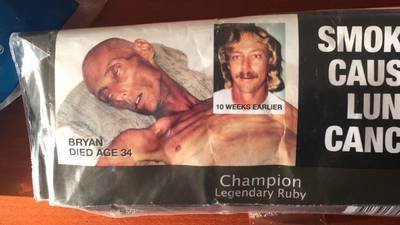 10 WEEKS EARLIER
BRYAN
DIED AGE 34
SMOK
CAUS
LUN
CANC
Champion
Legendary Ruby